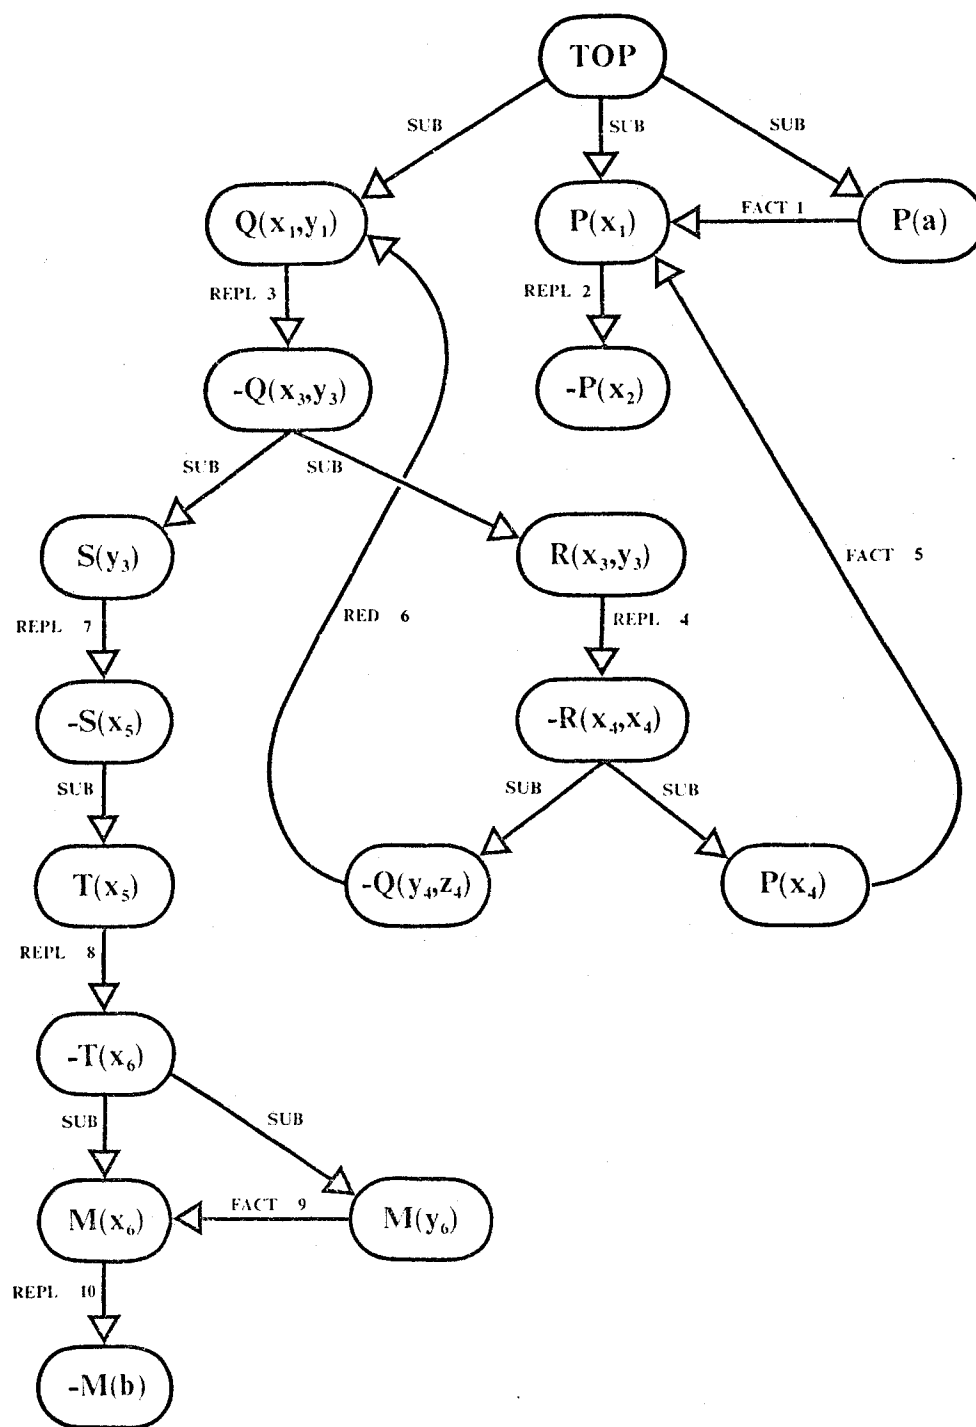 TOP
SUB SUB SUB
Q(x₁,y₁) P(x₁) FACT 1 P(a)
REPL 3 REPL 2
-Q(x₃,y₃) -P(x₂)
SUB SUB
S(y₃) R(x₃,y₃) FACT 5
REPL 7 RED 6 REPL 4
-S(x₅) -R(x₄,x₄)
SUB SUB SUB
T(x₅) -Q(y₄,z₄) P(x₄)
REPL 8
-T(x₆)
SUB SUB
M(x₆) FACT 9 M(y₆)
REPL 10
-M(b)